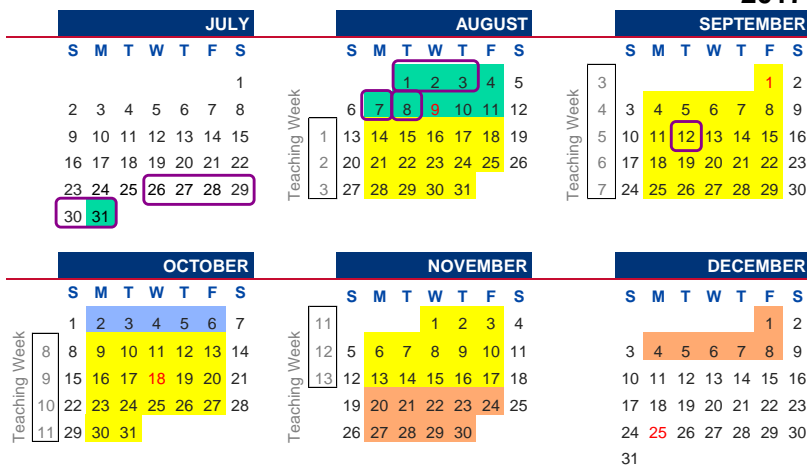 2017
JULY
S M T W T F S
1
2 3 4 5 6 7 8
9 10 11 12 13 14 15
16 17 18 19 20 21 22
23 24 25 26 27 28 29
30 31
AUGUST
S M T W T F S
Teaching Week
1 2 3 4 5
6 7 8 9 10 11 12
1 13 14 15 16 17 18 19
2 20 21 22 23 24 25 26
3 27 28 29 30 31
SEPTEMBER
S M T W T F S
Teaching Week
3 1 2
4 3 4 5 6 7 8 9
5 10 11 12 13 14 15 16
6 17 18 19 20 21 22 23
7 24 25 26 27 28 29 30
OCTOBER
S M T W T F S
Teaching Week
1 2 3 4 5 6 7
8 8 9 10 11 12 13 14
9 15 16 17 18 19 20 21
10 22 23 24 25 26 27 28
11 29 30 31
NOVEMBER
S M T W T F S
Teaching Week
11 1 2 3 4
12 5 6 7 8 9 10 11
13 12 13 14 15 16 17 18
19 20 21 22 23 24 25
26 27 28 29 30
DECEMBER
S M T W T F S
1 2
3 4 5 6 7 8 9
10 11 12 13 14 15 16
17 18 19 20 21 22 23
24 25 26 27 28 29 30
31